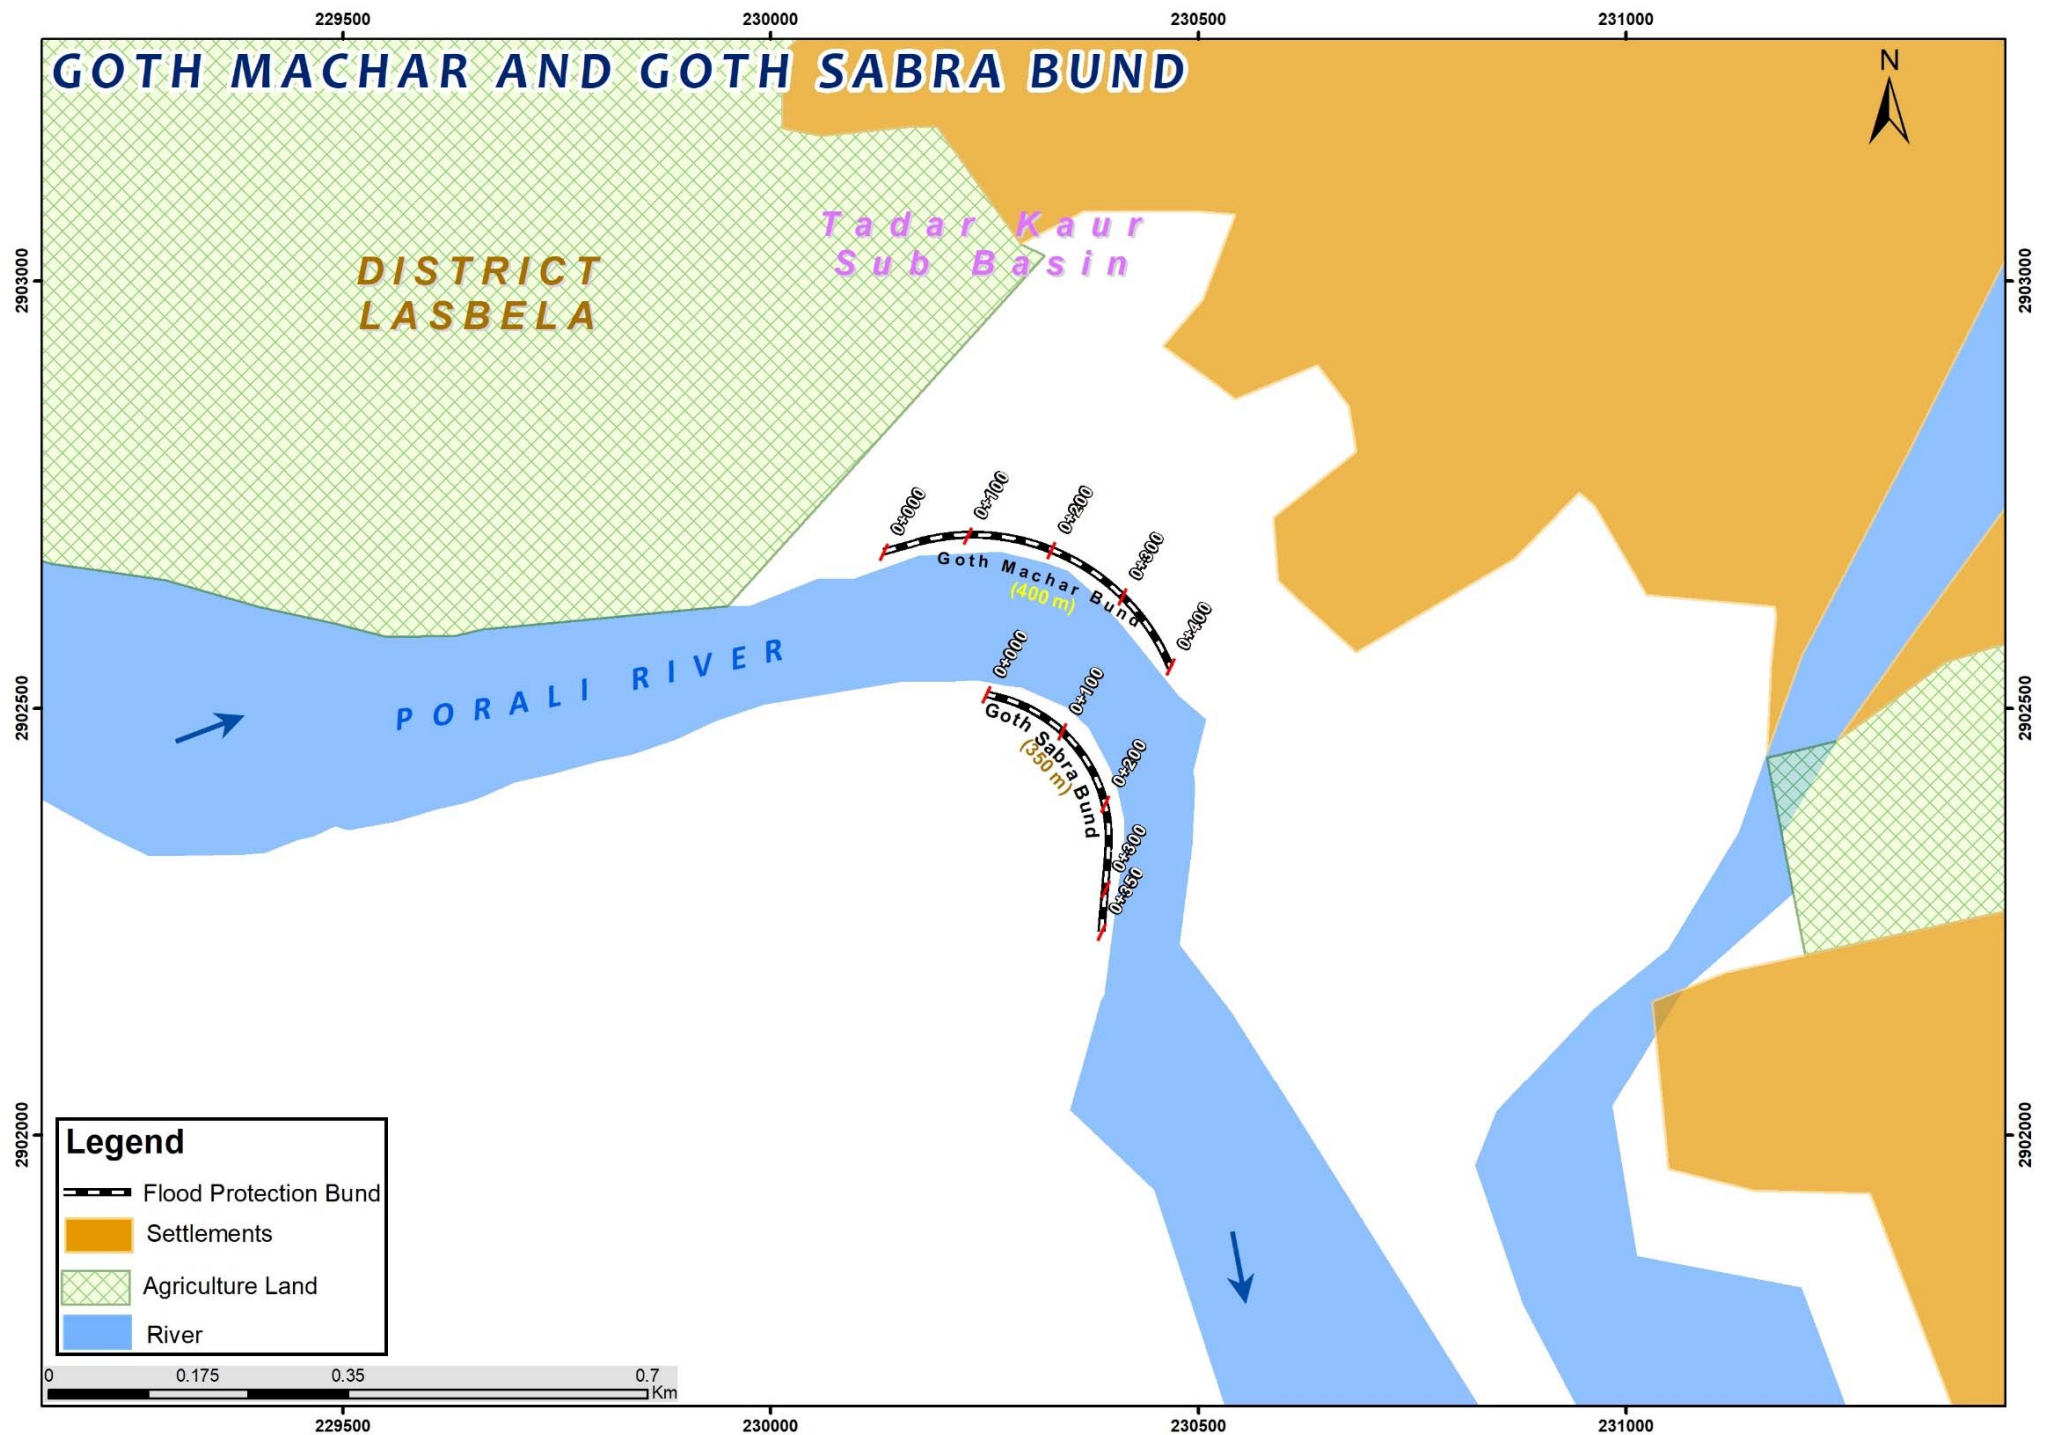 229500
230000
230500
231000
GOTH MACHAR AND GOTH SABRA BUND
N
Tadar Kaur
Sub Basin
DISTRICT
LASBELA
2903000
2903000
0+000
0+100
0+200
0+300
0+400
Goth Machar Bund
(400 m)
PORALI RIVER
0+000
0+100
0+200
0+300
0+350
Goth Sabra Bund
(350 m)
2902500
2902500
2902000
2902000
Legend
Flood Protection Bund
Settlements
Agriculture Land
River
0 0.175 0.35 0.7
Km
229500
230000
230500
231000